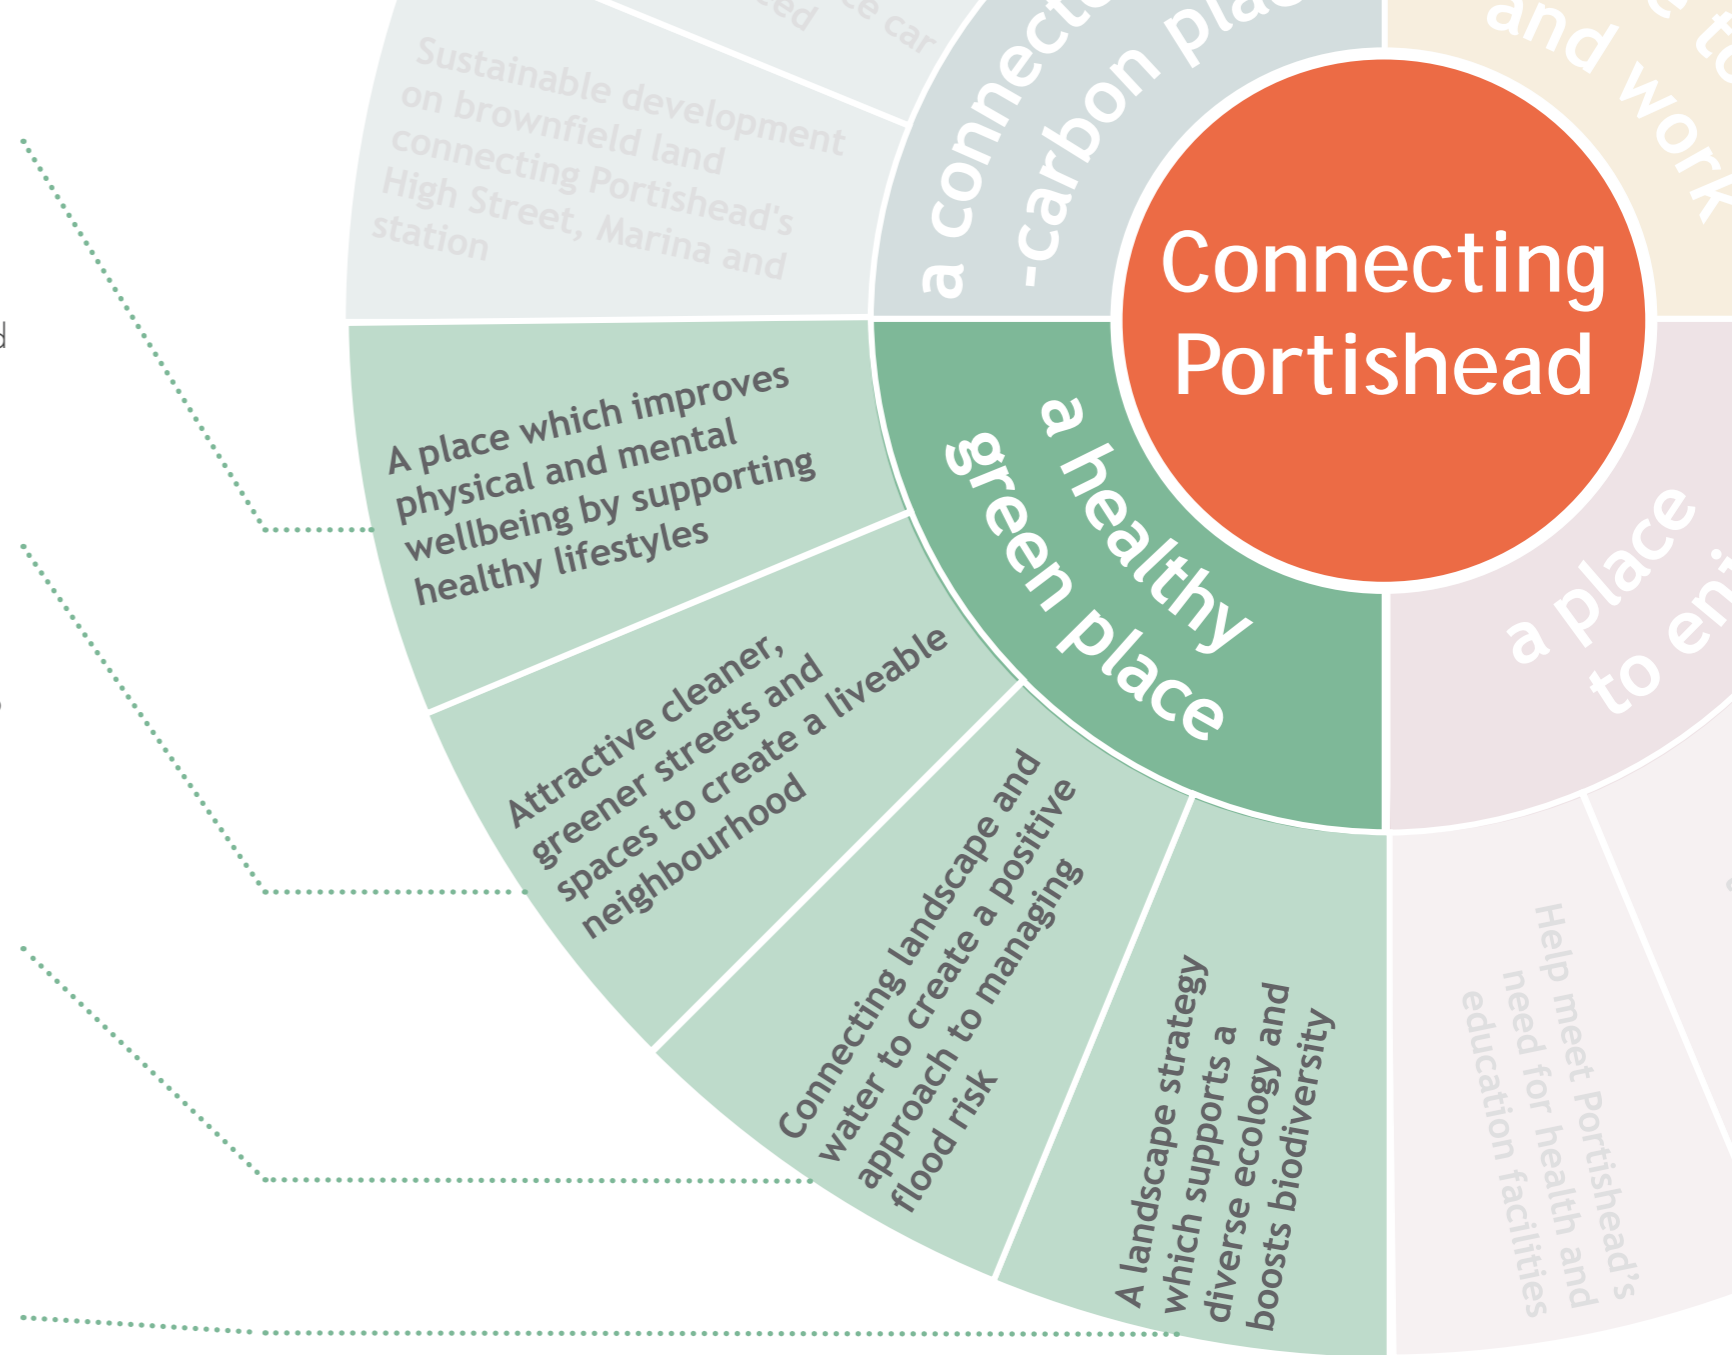 ce car
Sustainable development
on brownfield land
connecting Portishead's
High Street, Marina and
station
-carbon
and work
Connecting
Portishead
a healthy
green place
a place
to
A place which improves
physical and mental
wellbeing by supporting
healthy lifestyles
Attractive cleaner,
greener streets and
spaces to create a liveable
neighbourhood
Connecting landscape and
water to create a positive
approach to managing
flood risk
A landscape strategy
which supports a
diverse ecology and
boosts biodiversity
Help meet Portishead's
need for health and
education facilities